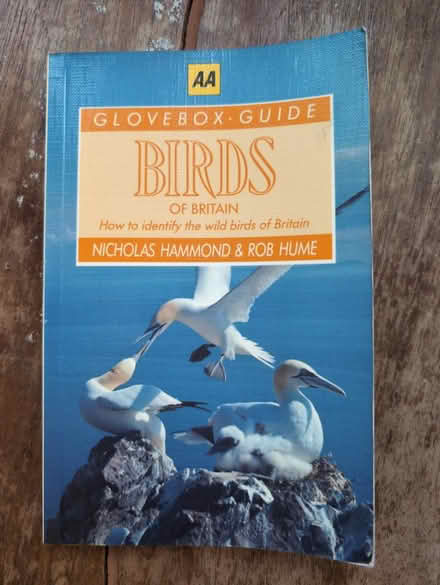 AA
GLOVEBOX · GUIDE
BIRDS
OF BRITAIN
How to identify the wild birds of Britain
NICHOLAS HAMMOND & ROB HUME